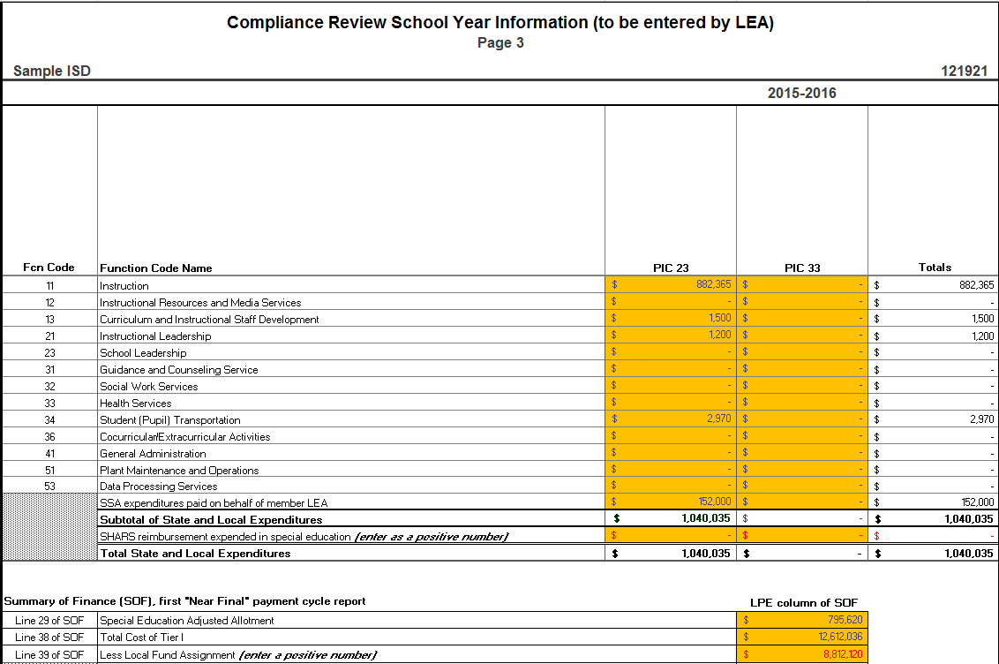 Compliance Review School Year Information (to be entered by LEA)
Page 3
Sample ISD 121921
2015-2016
Fcn Code Function Code Name PIC 23 PIC 33 Totals
11 Instruction $ 882,365 $ - $ 882,365
12 Instructional Resources and Media Services $ - $ - $ -
13 Curriculum and Instructional Staff Development $ 1,500 $ - $ 1,500
21 Instructional Leadership $ 1,200 $ - $ 1,200
23 School Leadership $ - $ - $ -
31 Guidance and Counseling Service $ - $ - $ -
32 Social Work Services $ - $ - $ -
33 Health Services $ - $ - $ -
34 Student (Pupil) Transportation $ 2,970 $ - $ 2,970
36 Cocurricular/Extracurricular Activities $ - $ - $ -
41 General Administration $ - $ - $ -
51 Plant Maintenance and Operations $ - $ - $ -
53 Data Processing Services $ - $ - $ -
SSA expenditures paid on behalf of member LEA $ 152,000 $ - $ 152,000
Subtotal of State and Local Expenditures $ 1,040,035 $ - $ 1,040,035
SHARS reimbursement expended in special education (enter as a positive number) $ - $ - $ -
Total State and Local Expenditures $ 1,040,035 $ - $ 1,040,035
Summary of Finance (SOF), first "Near Final" payment cycle report LPE column of SOF
Line 29 of SOF Special Education Adjusted Allotment $ 795,620
Line 38 of SOF Total Cost of Tier I $ 12,612,036
Line 39 of SOF Less Local Fund Assignment (enter a positive number) $ 8,812,120